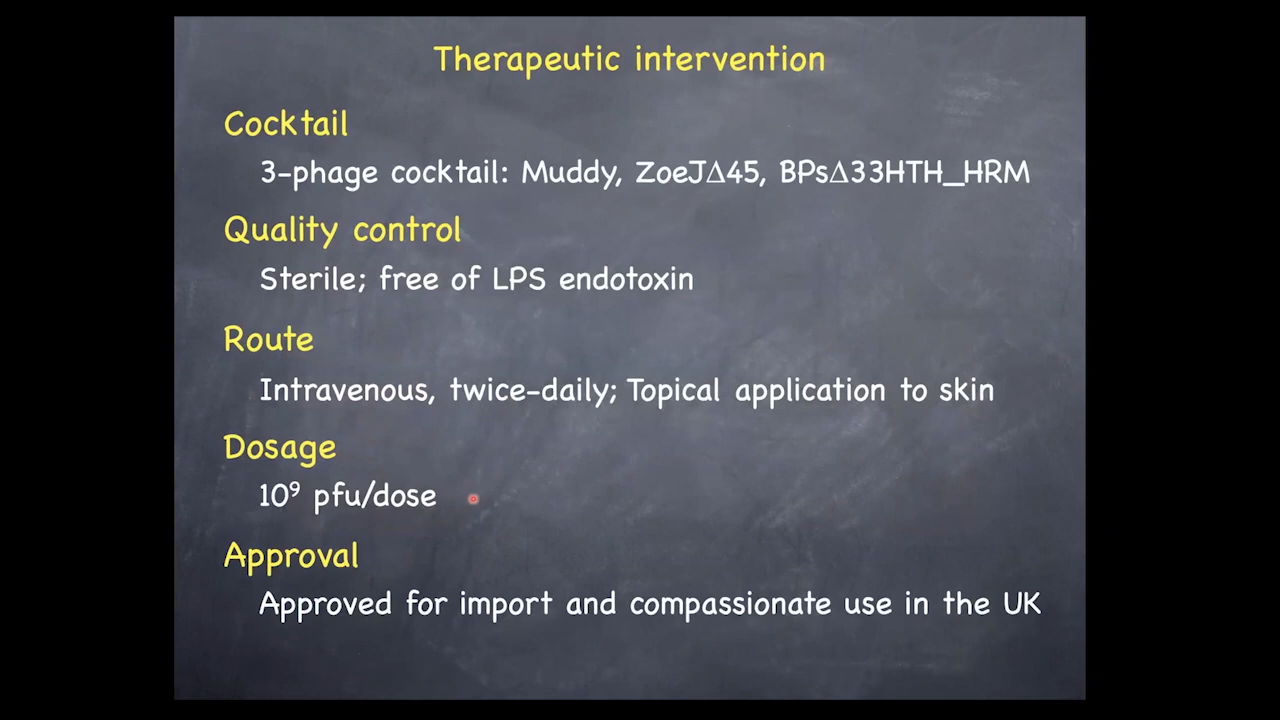 Therapeutic intervention
Cocktail
3-phage cocktail: Muddy, ZoeJΔ45, BPsΔ33HTH_HRM
Quality control
Sterile; free of LPS endotoxin
Route
Intravenous, twice-daily; Topical application to skin
Dosage
10⁹ pfu/dose
Approval
Approved for import and compassionate use in the UK